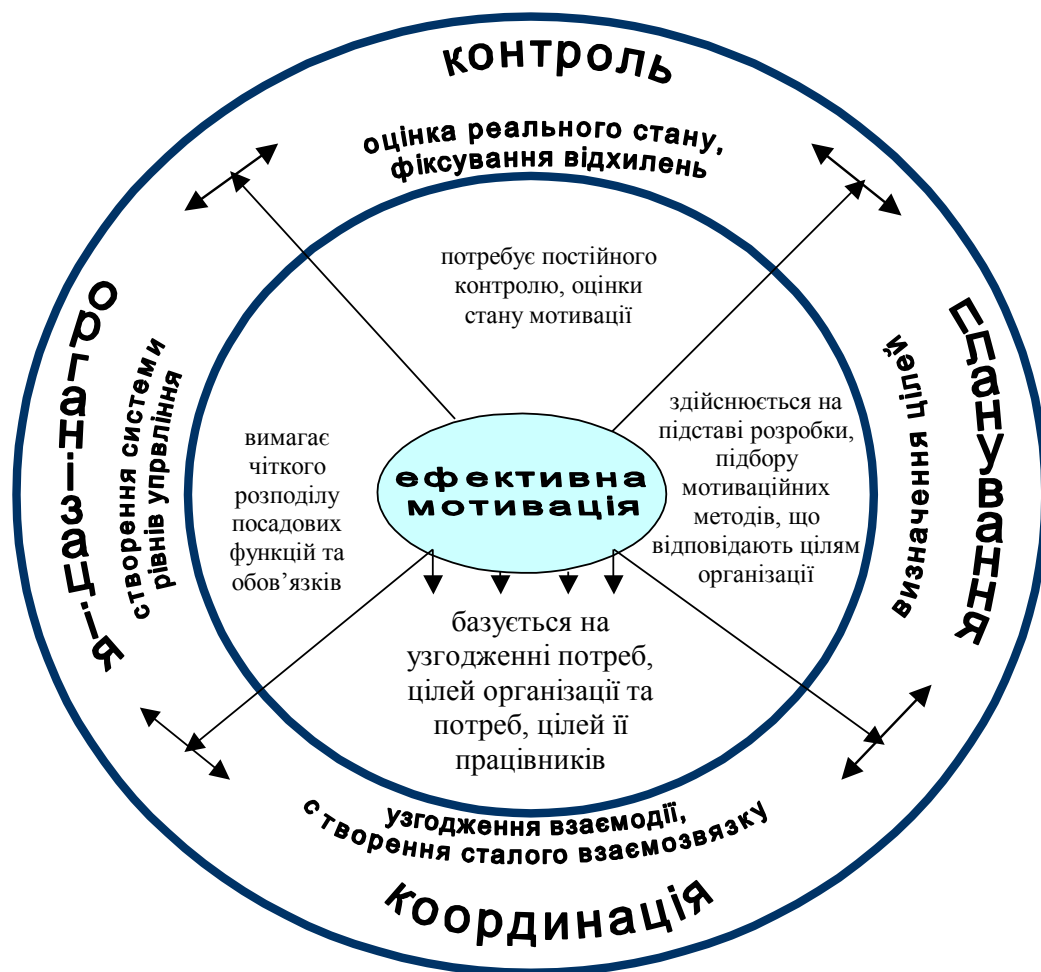 контроль
оцінка реального стану,
фіксування відхилень
потребує постійного
контролю, оцінки
стану мотивації
організація
створення системи
рівнів упрвління
вимагає
чіткого
розподілу
посадових
функцій та
обов’язків
ефективна
мотивація
здійснюється на
підставі розробки,
підбору
мотиваційних
методів, що
відповідають цілям
організації
визначення цілей
планування
базується на
узгодженні потреб,
цілей організації та
потреб, цілей її
працівників
узгодження взаємодії,
створення сталого взаємозвязку
координація